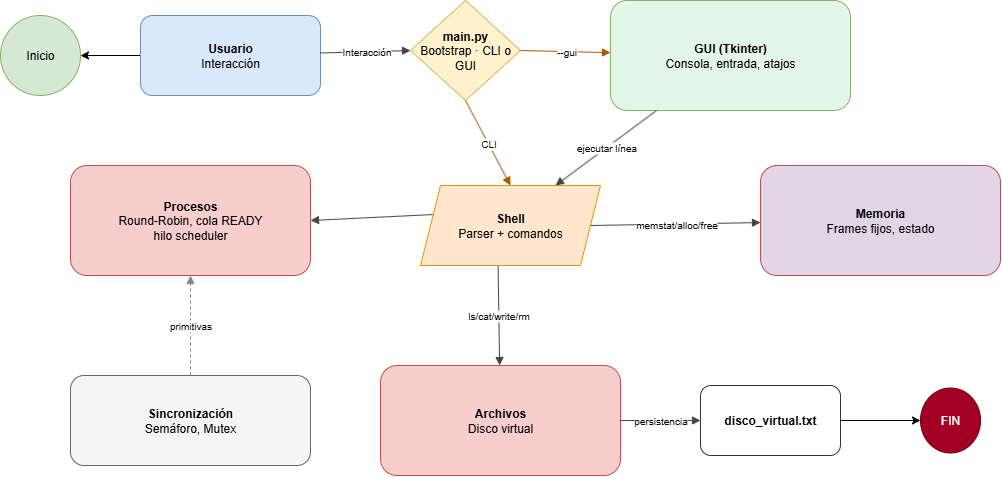 Inicio
Usuario
Interacción
Interacción
main.py
Bootstrap · CLI o
GUI
--gui
GUI (Tkinter)
Consola, entrada, atajos
CLI
ejecutar línea
Procesos
Round-Robin, cola READY
hilo scheduler
Shell
Parser + comandos
memstat/alloc/free
Memoria
Frames fijos, estado
primitivas
ls/cat/write/rm
Sincronización
Semáforo, Mutex
Archivos
Disco virtual
persistencia
disco_virtual.txt
FIN